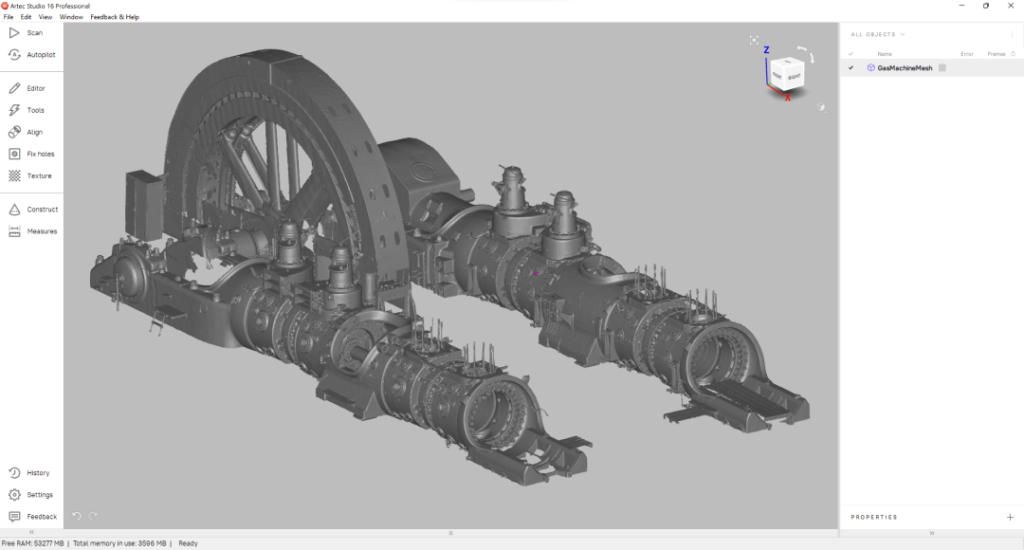 Artec Studio 16 Professional
File Edit View Window Feedback & Help
Scan
Autopilot
Editor
Tools
Align
Fix holes
Texture
Construct
Measures
History
Settings
Feedback
Z
RIGHT
X
ALL OBJECTS
Name Error Frames
GasMachineMesh
PROPERTIES
Free RAM: 53277 MB | Total memory in use: 3596 MB | Ready